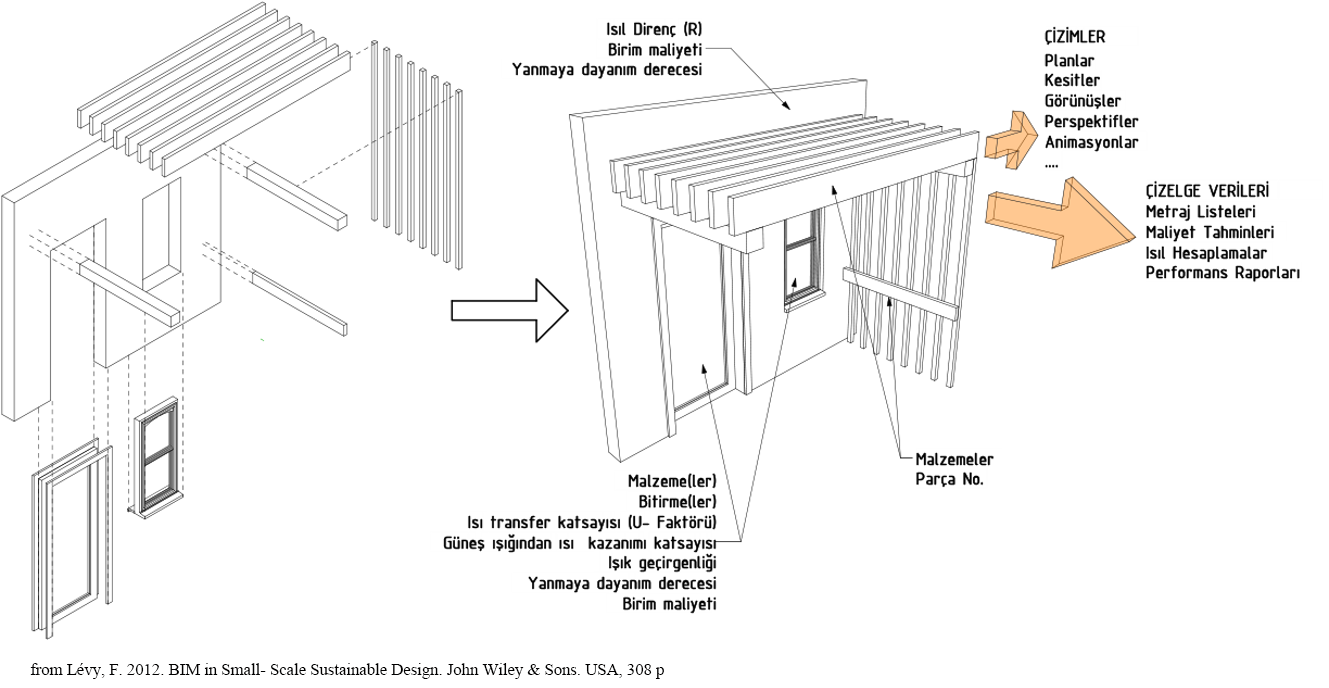 Isıl Direnç (R)
Birim maliyeti
Yanmaya dayanım derecesi
ÇİZİMLER
Planlar
Kesitler
Görünüşler
Perspektifler
Animasyonlar
....
ÇİZELGE VERİLERİ
Metraj Listeleri
Maliyet Tahminleri
Isıl Hesaplamalar
Performans Raporları
Malzemeler
Parça No.
Malzeme(ler)
Bitirme(ler)
Isı transfer katsayısı (U- Faktörü)
Güneş ışığından ısı kazanımı katsayısı
Işık geçirgenliği
Yanmaya dayanım derecesi
Birim maliyeti
from Lévy, F. 2012. BIM in Small- Scale Sustainable Design. John Wiley & Sons. USA, 308 p